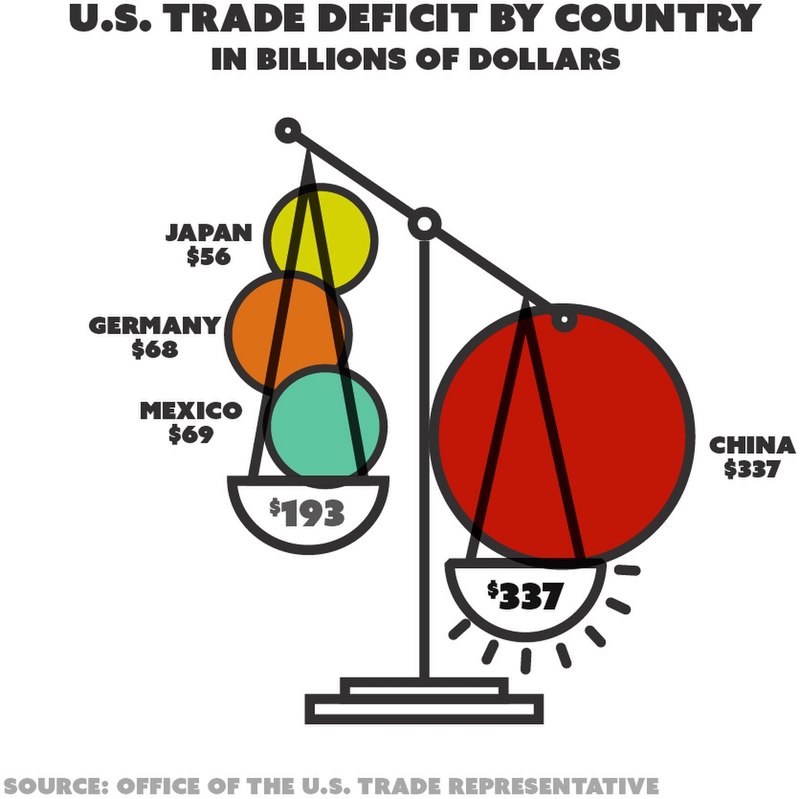 U.S. TRADE DEFICIT BY COUNTRY
IN BILLIONS OF DOLLARS
JAPAN
$56
GERMANY
$68
MEXICO
$69
$193
CHINA
$337
$337
SOURCE: OFFICE OF THE U.S. TRADE REPRESENTATIVE